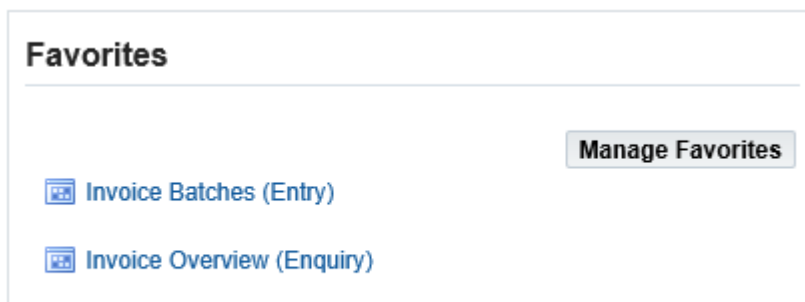 Favorites
Manage Favorites
Invoice Batches (Entry)
Invoice Overview (Enquiry)